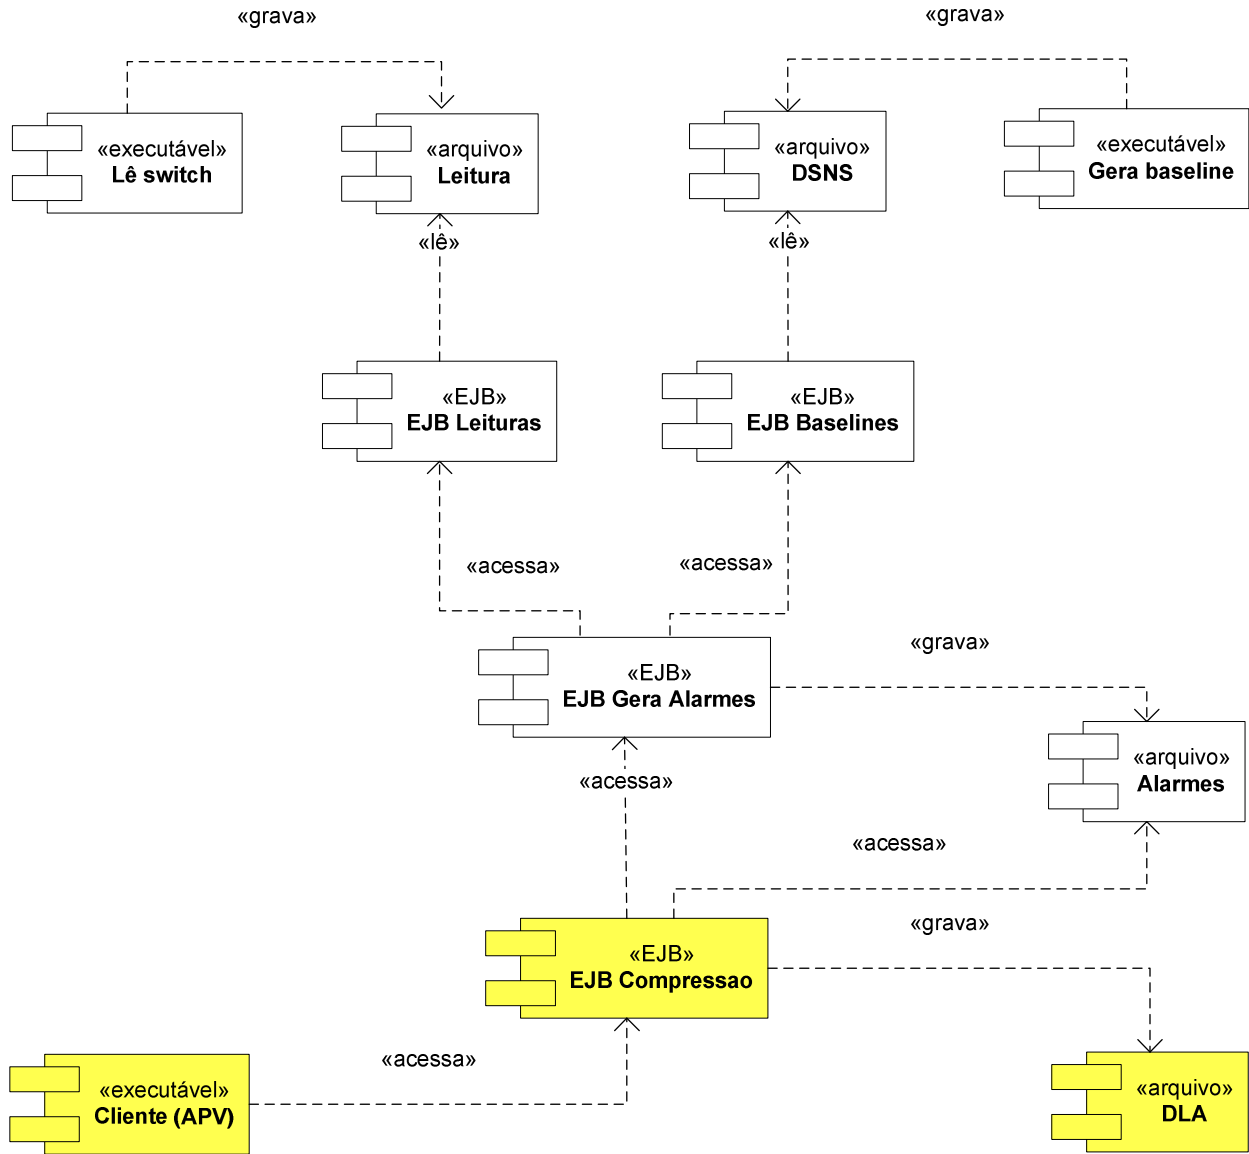 «grava»
«grava»
«executável»
Lê switch
«arquivo»
Leitura
«arquivo»
DSNS
«executável»
Gera baseline
«lê»
«lê»
«EJB»
EJB Leituras
«EJB»
EJB Baselines
«acessa»
«acessa»
«EJB»
EJB Gera Alarmes
«grava»
«arquivo»
Alarmes
«acessa»
«acessa»
«EJB»
EJB Compressao
«grava»
«acessa»
«executável»
Cliente (APV)
«arquivo»
DLA